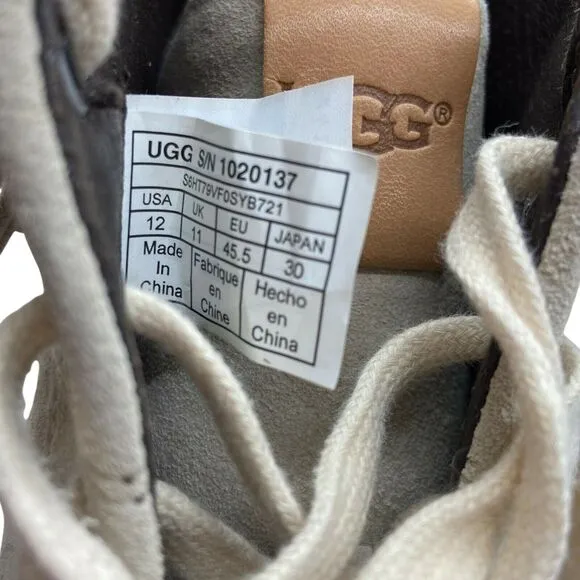 UGG®
UGG S/N 1020137
S6HT79VF0SYB721
USA UK EU JAPAN
12 11 45.5 30
Made Fabrique Hecho
In en en
China Chine China